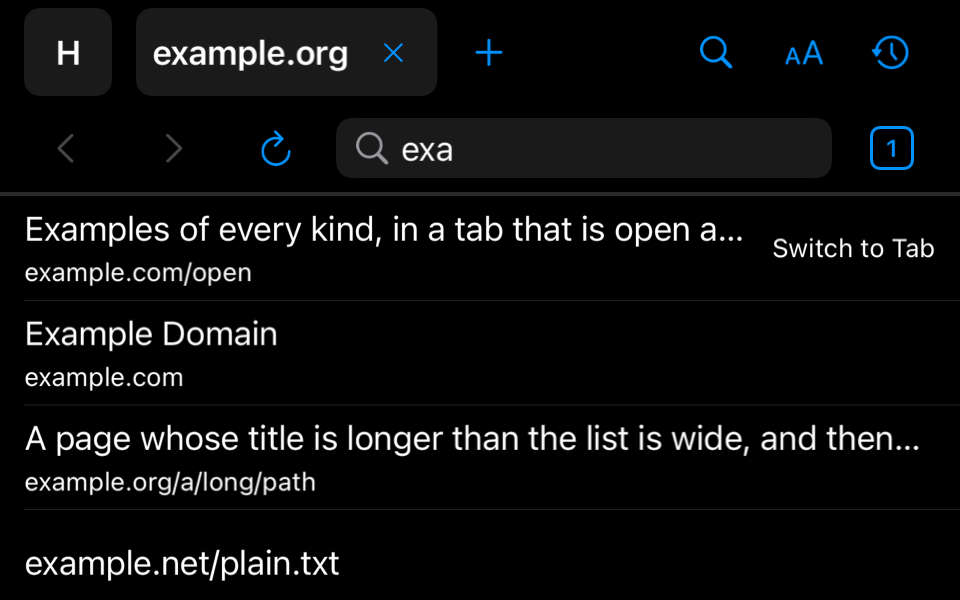 H example.org
AA
exa
1
Examples of every kind, in a tab that is open a...
Switch to Tab
example.com/open
Example Domain
example.com
A page whose title is longer than the list is wide, and then...
example.org/a/long/path
example.net/plain.txt